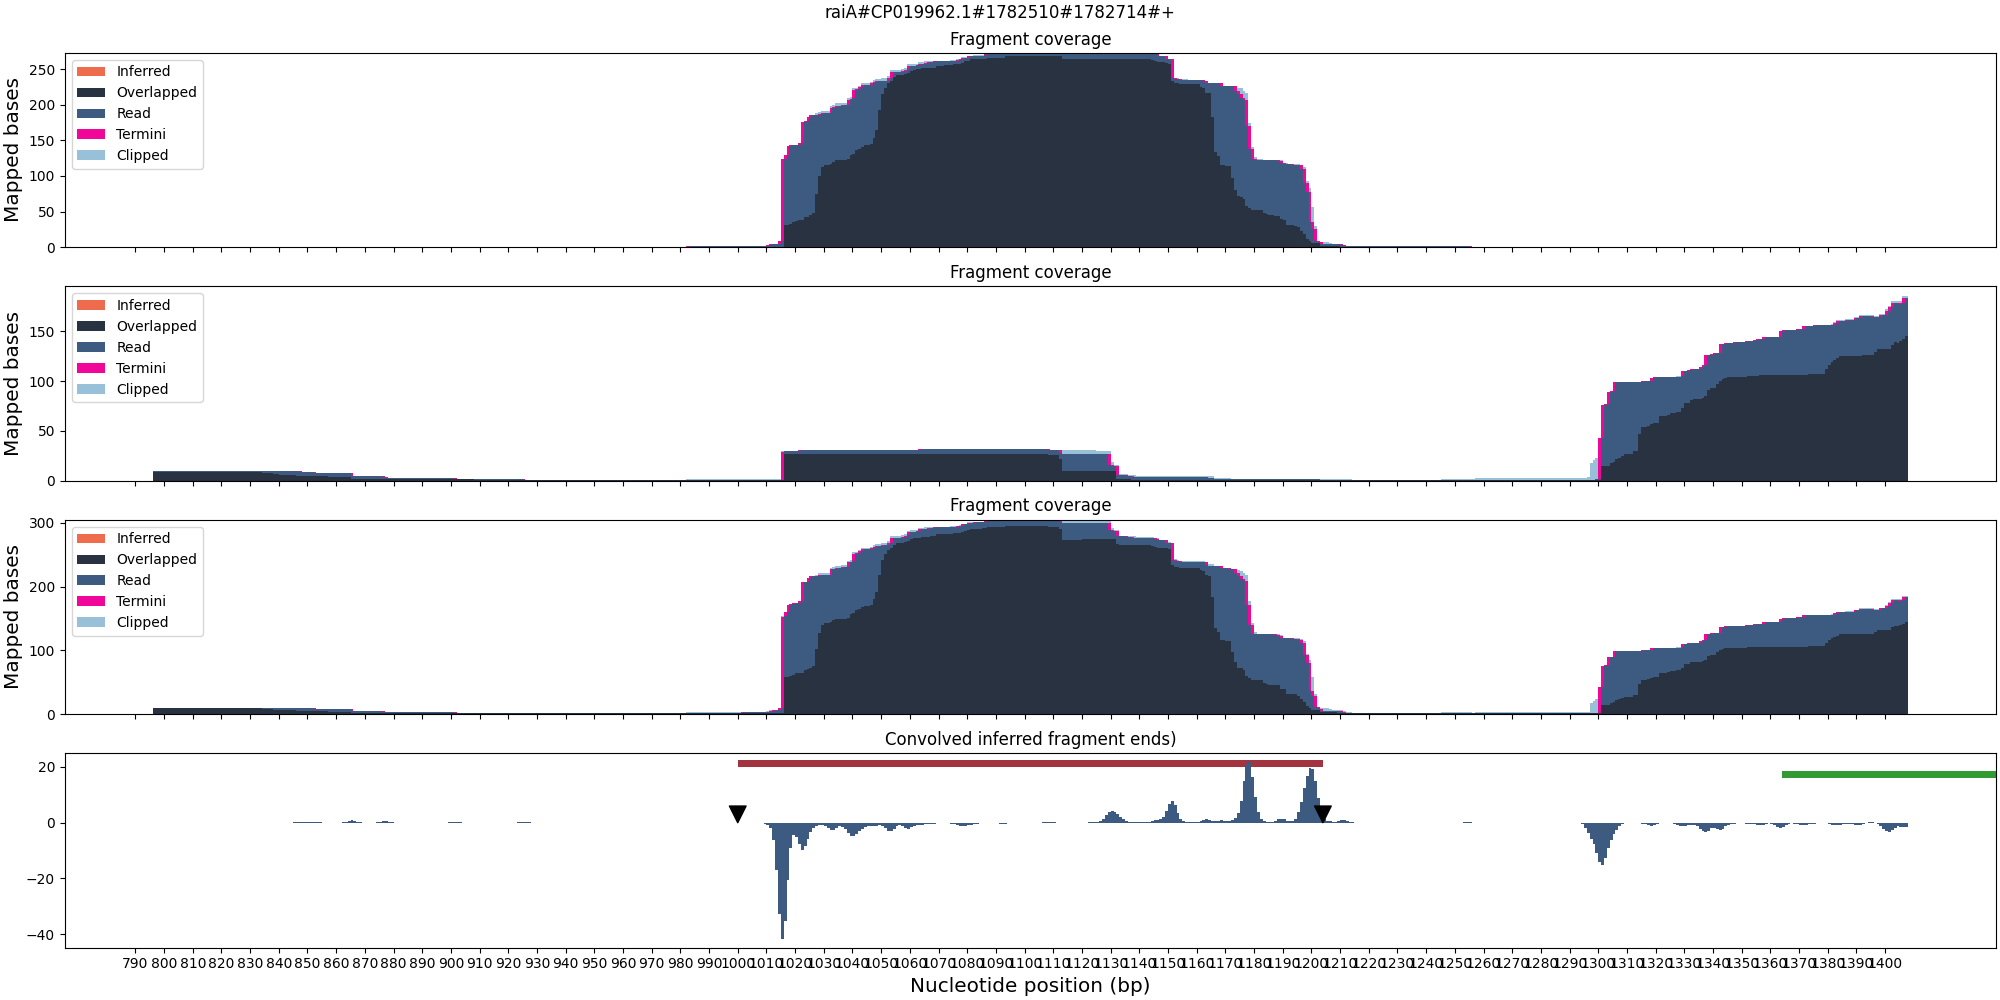 raiA#CP019962.1#1782510#1782714#+
Fragment coverage
Mapped bases
250
200
150
100
50
0
Inferred
Overlapped
Read
Termini
Clipped
Fragment coverage
Mapped bases
150
100
50
0
Inferred
Overlapped
Read
Termini
Clipped
Fragment coverage
Mapped bases
300
200
100
0
Inferred
Overlapped
Read
Termini
Clipped
Convolved inferred fragment ends)
20
0
−20
−40
790 800 810 820 830 840 850 860 870 880 890 900 910 920 930 940 950 960 970 980 990 1000 1010 1020 1030 1040 1050 1060 1070 1080 1090 1100 1110 1120 1130 1140 1150 1160 1170 1180 1190 1200 1210 1220 1230 1240 1250 1260 1270 1280 1290 1300 1310 1320 1330 1340 1350 1360 1370 1380 1390 1400
Nucleotide position (bp)